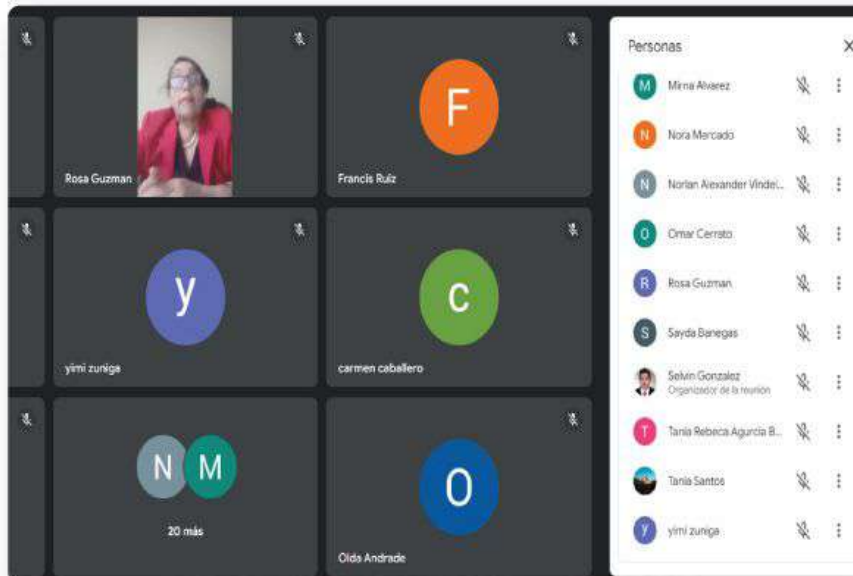 Rosa Guzman
F
Francis Ruiz
y
yimi zuniga
c
carmen caballero
N M
20 más
O
Olda Andrade
Personas
M Mirna Alvarez
N Nora Mercado
N Norlan Alexander Vindel...
O Omar Cerrato
R Rosa Guzman
S Sayda Banegas
Selvin Gonzalez
Organizador de la reunión
T Tania Rebeca Agurcia B...
Tania Santos
y yimi zuniga